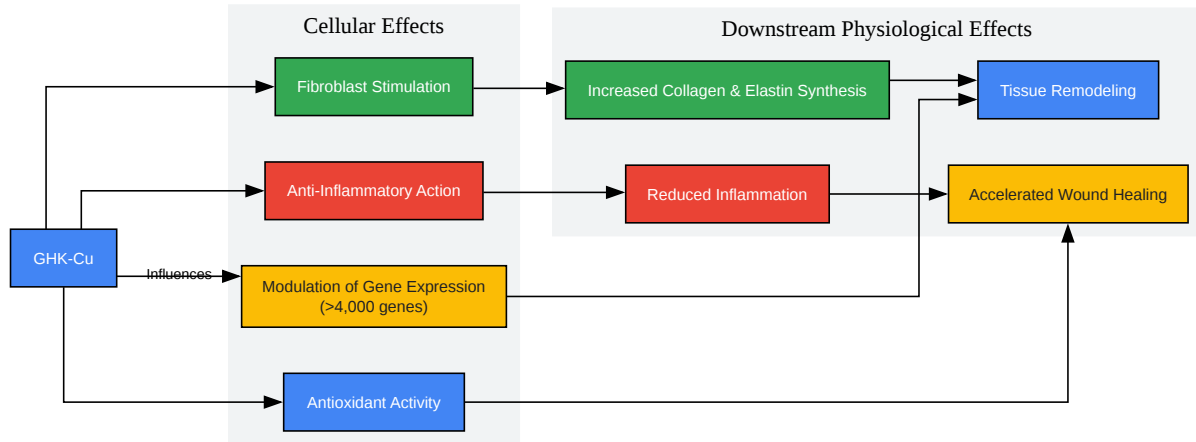 Cellular Effects
Downstream Physiological Effects
Fibroblast Stimulation
Increased Collagen & Elastin Synthesis
Tissue Remodeling
Anti-Inflammatory Action
Reduced Inflammation
Accelerated Wound Healing
GHK-Cu
Influences
Modulation of Gene Expression
(>4,000 genes)
Antioxidant Activity